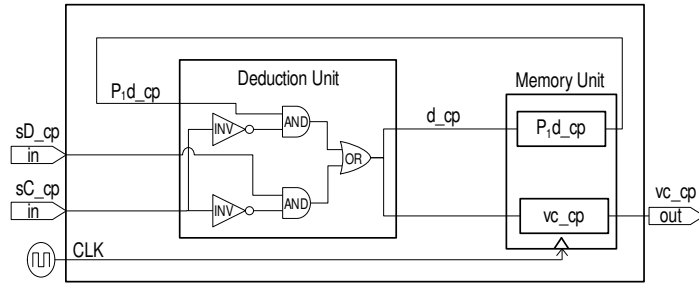 Deduction Unit
Memory Unit
P₁d_cp
d_cp
P₁d_cp
INV
AND
sD_cp
in
OR
sC_cp
in
INV
AND
vc_cp
vc_cp
out
CLK